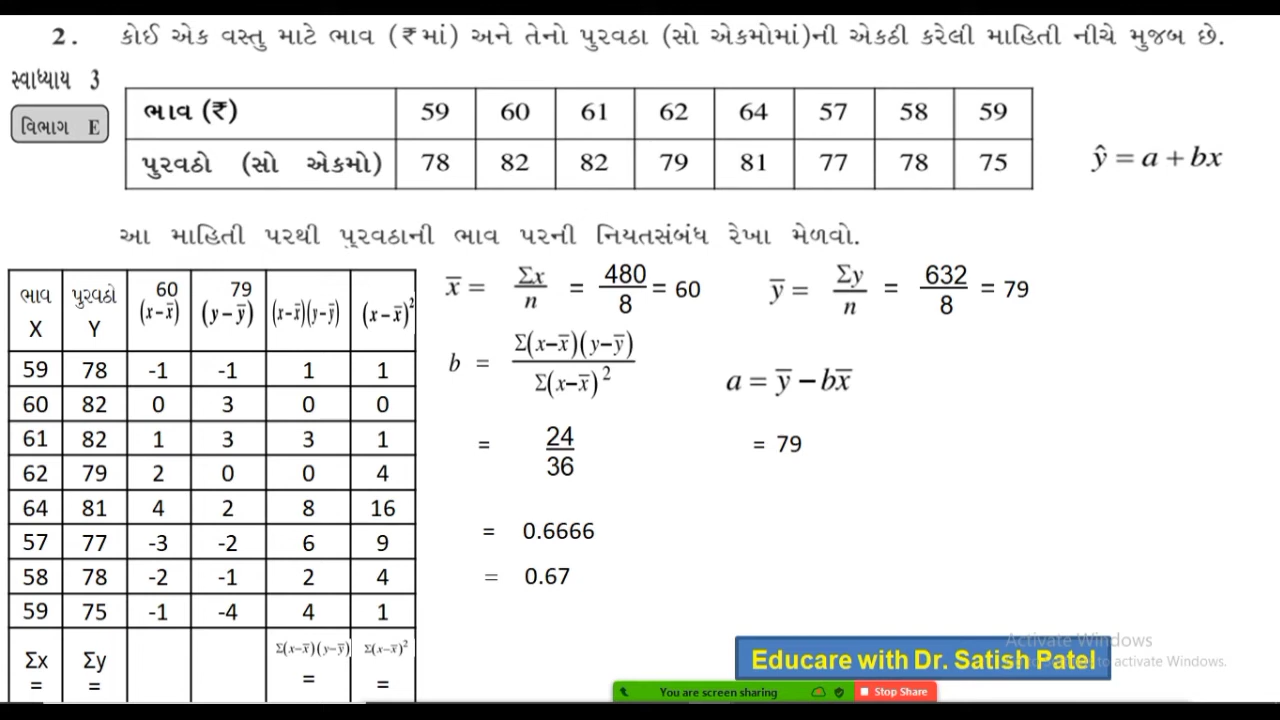 2. કોઈ એક વસ્તુ માટે ભાવ (₹માં) અને તેનો પુરવઠા (સો એકમોમાં)ની એકઠી કરેલી માહિતી નીચે મુજબ છે.
સ્વાધ્યાય 3
વિભાગ E
ભાવ (₹) 59 60 61 62 64 57 58 59
પુરવઠો (સો એકમો) 78 82 82 79 81 77 78 75
ŷ = a + bx
આ માહિતી પરથી પુરવઠાની ભાવ પરની નિયતસંબંધ રેખા મેળવો.
ભાવ X પુરવઠો Y 60 (x−x̅) 79 (y−y̅) (x−x̅)(y−y̅) (x−x̅)²
59 78 -1 -1 1 1
60 82 0 3 0 0
61 82 1 3 3 1
62 79 2 0 0 4
64 81 4 2 8 16
57 77 -3 -2 6 9
58 78 -2 -1 2 4
59 75 -1 -4 4 1
Σx = Σy = Σ(x−x̅)(y−y̅) = Σ(x−x̅)² =
x̅ = Σx/n = 480/8 = 60
y̅ = Σy/n = 632/8 = 79
b = Σ(x−x̅)(y−y̅)/Σ(x−x̅)²
= 24/36
= 0.6666
= 0.67
a = y̅ − bx̅
= 79
Activate Windows
to activate Windows.
Educare with Dr. Satish Patel
You are screen sharing
Stop Share